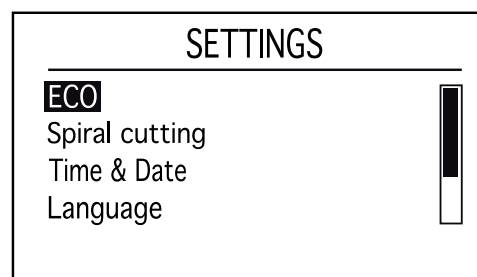 SETTINGS
ECO
Spiral cutting
Time & Date
Language